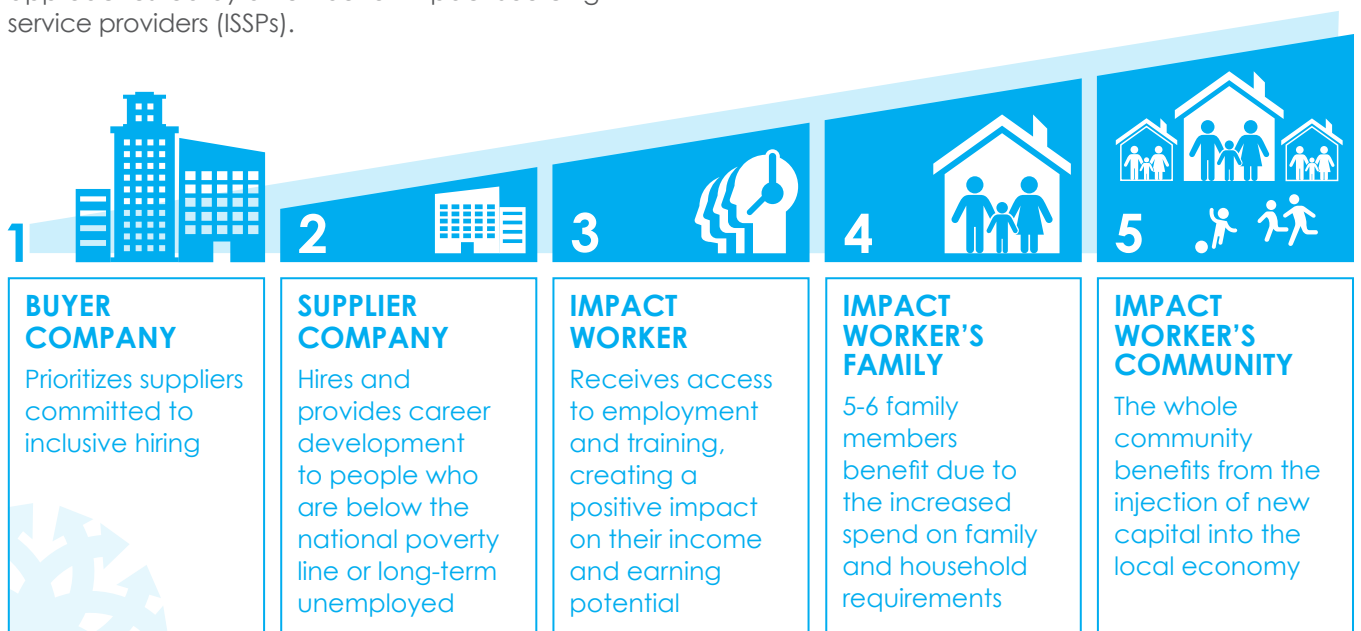 service providers (ISSPs).
1
2
3
4
5
BUYER
COMPANY
Prioritizes suppliers
committed to
inclusive hiring
SUPPLIER
COMPANY
Hires and
provides career
development
to people who
are below the
national poverty
line or long-term
unemployed
IMPACT
WORKER
Receives access
to employment
and training,
creating a
positive impact
on their income
and earning
potential
IMPACT
WORKER’S
FAMILY
5-6 family
members
benefit due to
the increased
spend on family
and household
requirements
IMPACT
WORKER’S
COMMUNITY
The whole
community
benefits from the
injection of new
capital into the
local economy